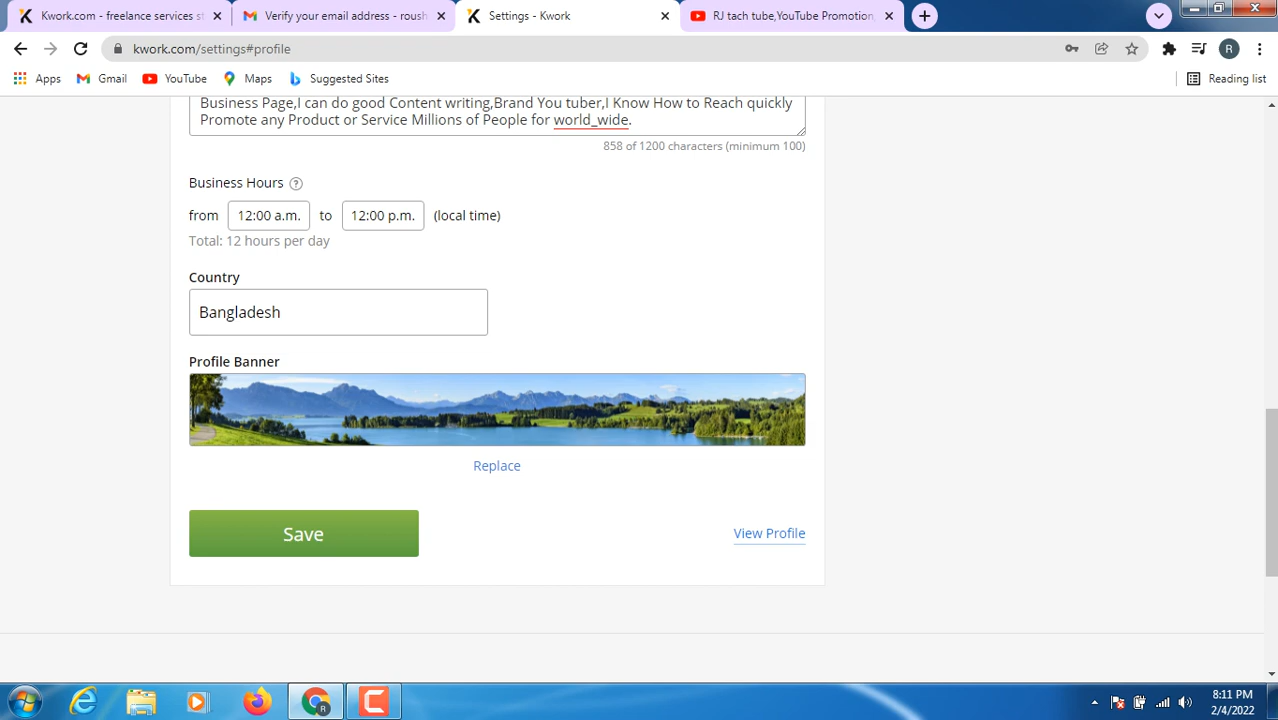 Kwork.com - freelance services st
Verify your email address - roush
Settings - Kwork
RJ tach tube,YouTube Promotion,
kwork.com/settings#profile
R
Apps
Gmail
YouTube
Maps
Suggested Sites
Reading list
Business Page,I can do good Content writing,Brand You tuber,I Know How to Reach quickly
Promote any Product or Service Millions of People for world_wide.
858 of 1200 characters (minimum 100)
Business Hours ?
from 12:00 a.m. to 12:00 p.m. (local time)
Total: 12 hours per day
Country
Bangladesh
Profile Banner
Replace
Save
View Profile
8:11 PM
2/4/2022